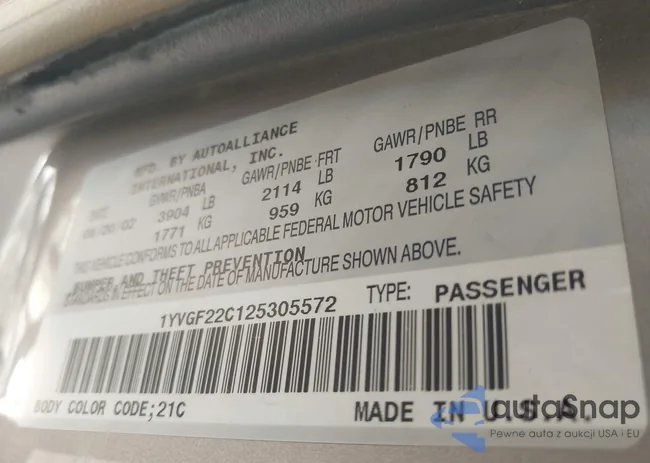 MFD. BY AUTOALLIANCE
INTERNATIONAL, INC.
DATE GVWR/PNBA GAWR/PNBE FRT GAWR/PNBE RR
3904 LB 2114 LB 1790 LB
1771 KG 959 KG 812 KG
THIS VEHICLE CONFORMS TO ALL APPLICABLE FEDERAL MOTOR VEHICLE SAFETY
BUMPER AND THEFT PREVENTION
STANDARDS IN EFFECT ON THE DATE OF MANUFACTURE SHOWN ABOVE.
1YVGF22C125305572 TYPE: PASSENGER
BODY COLOR CODE;21C MADE IN U.S.A.
autaSnap
Pewne auta z aukcji USA i EU